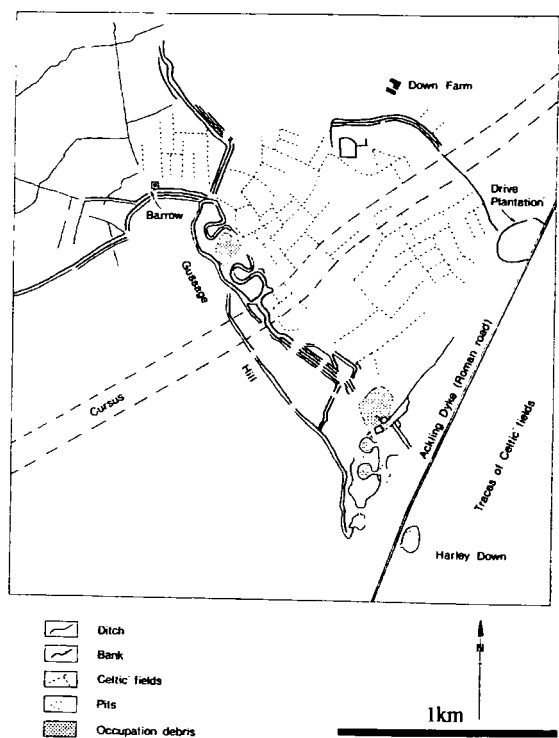 Down Farm
Drive
Plantation
Barrow
Gussage
Hill
Cursus
Ackling Dyke (Roman road)
Traces of Celtic fields
Harley Down
Ditch
Bank
Celtic fields
Pits
Occupation debris
N
1km